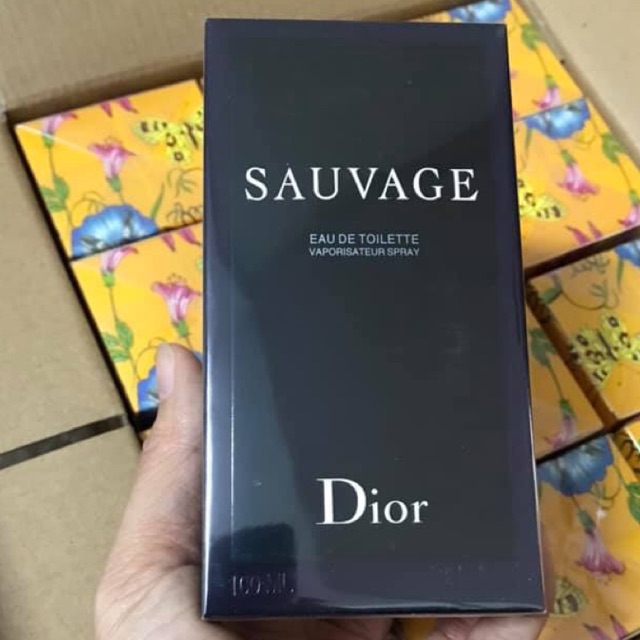 SAUVAGE
EAU DE TOILETTE
VAPORISATEUR SPRAY
Dior
100 ML